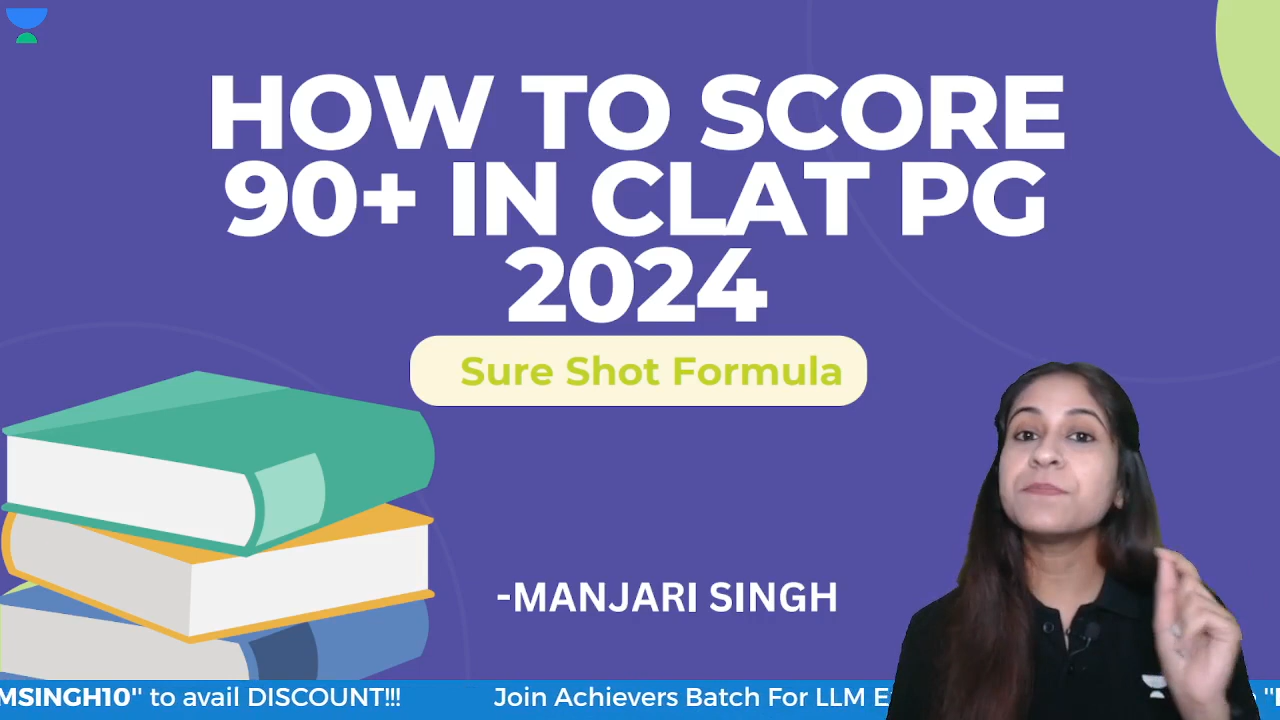 HOW TO SCORE
90+ IN CLAT PG
2024
Sure Shot Formula
-MANJARI SINGH
MSINGH10" to avail DISCOUNT!!! Join Achievers Batch For LLM